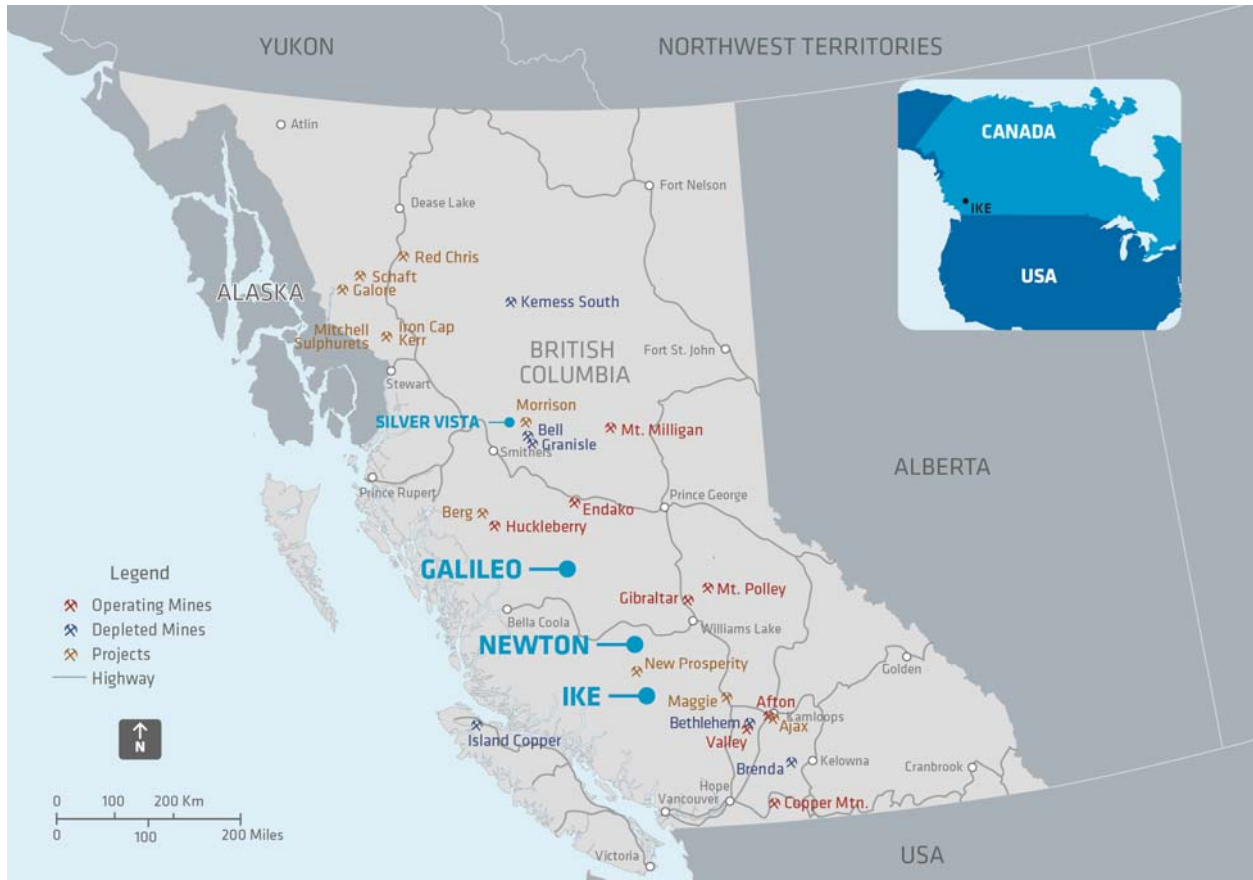 YUKON
NORTHWEST TERRITORIES
Atlin
CANADA
IKE
USA
Fort Nelson
Dease Lake
Red Chris
Schaft
Galore
ALASKA
Kemess South
Mitchell
Sulphurets
Iron Cap
Kerr
BRITISH
COLUMBIA
Fort St. John
Stewart
Morrison
SILVER VISTA
Bell
Granisle
Mt. Milligan
Smithers
ALBERTA
Prince Rupert
Prince George
Endako
Berg
Huckleberry
GALILEO
Mt. Polley
Gibraltar
Bella Coola
Williams Lake
NEWTON
Golden
New Prosperity
IKE
Maggie
Afton
Kamloops
Ajax
Bethlehem
Valley
Island Copper
Brenda
Kelowna
Cranbrook
Hope
Vancouver
Copper Mtn.
Victoria
USA
Legend
Operating Mines
Depleted Mines
Projects
Highway
N
0 100 200 Km
0 100 200 Miles